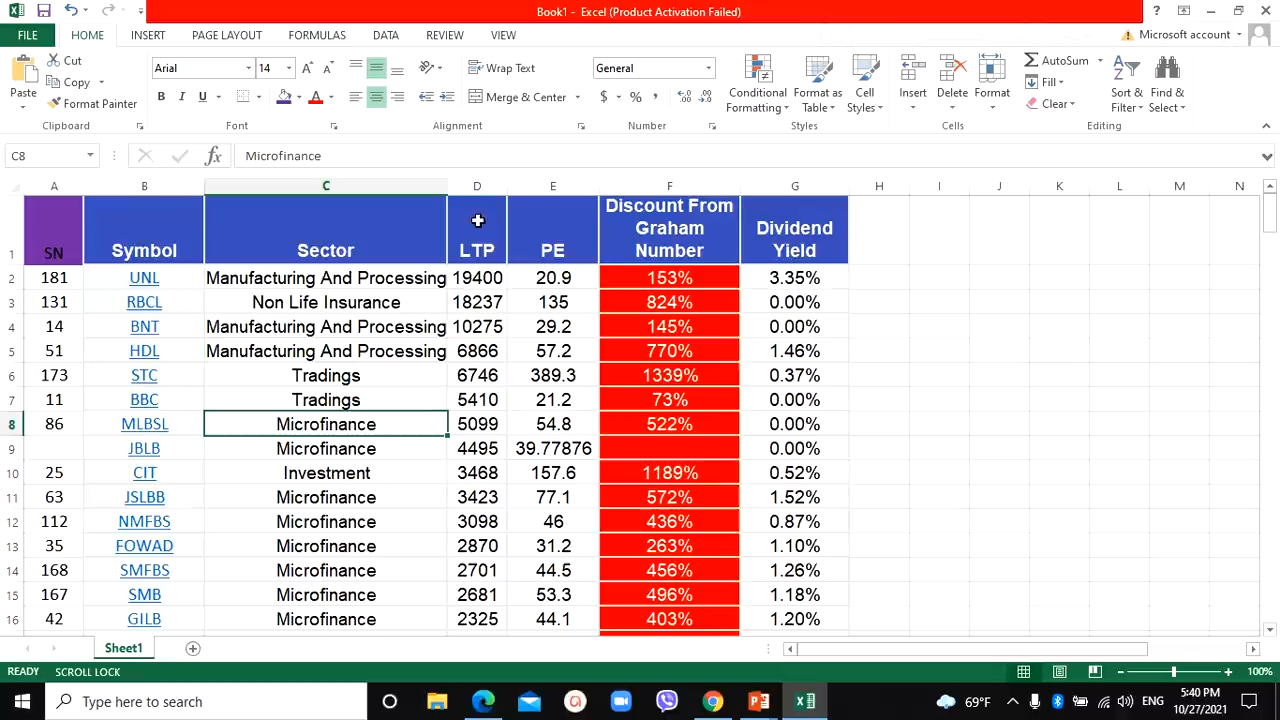 Book1 - Excel (Product Activation Failed)
FILE HOME INSERT PAGE LAYOUT FORMULAS DATA REVIEW VIEW Microsoft account
Paste Cut Copy Format Painter Clipboard
Arial 14 B I U A Font
Wrap Text Merge & Center Alignment
General $ % , Number
Conditional Formatting Format as Table Cell Styles Styles
Insert Delete Format Cells
AutoSum Fill Clear Sort & Filter Find & Select Editing
C8 fx Microfinance
A B C D E F G H I J K L M N
1 SN Symbol Sector LTP PE Discount From Graham Number Dividend Yield
2 181 UNL Manufacturing And Processing 19400 20.9 153% 3.35%
3 131 RBCL Non Life Insurance 18237 135 824% 0.00%
4 14 BNT Manufacturing And Processing 10275 29.2 145% 0.00%
5 51 HDL Manufacturing And Processing 6866 57.2 770% 1.46%
6 173 STC Tradings 6746 389.3 1339% 0.37%
7 11 BBC Tradings 5410 21.2 73% 0.00%
8 86 MLBSL Microfinance 5099 54.8 522% 0.00%
9 JBLB Microfinance 4495 39.77876 0.00%
10 25 CIT Investment 3468 157.6 1189% 0.52%
11 63 JSLBB Microfinance 3423 77.1 572% 1.52%
12 112 NMFBS Microfinance 3098 46 436% 0.87%
13 35 FOWAD Microfinance 2870 31.2 263% 1.10%
14 168 SMFBS Microfinance 2701 44.5 456% 1.26%
15 167 SMB Microfinance 2681 53.3 496% 1.18%
16 42 GILB Microfinance 2325 44.1 403% 1.20%
Sheet1
READY SCROLL LOCK 100%
Type here to search 69°F ENG 5:40 PM
10/27/2021